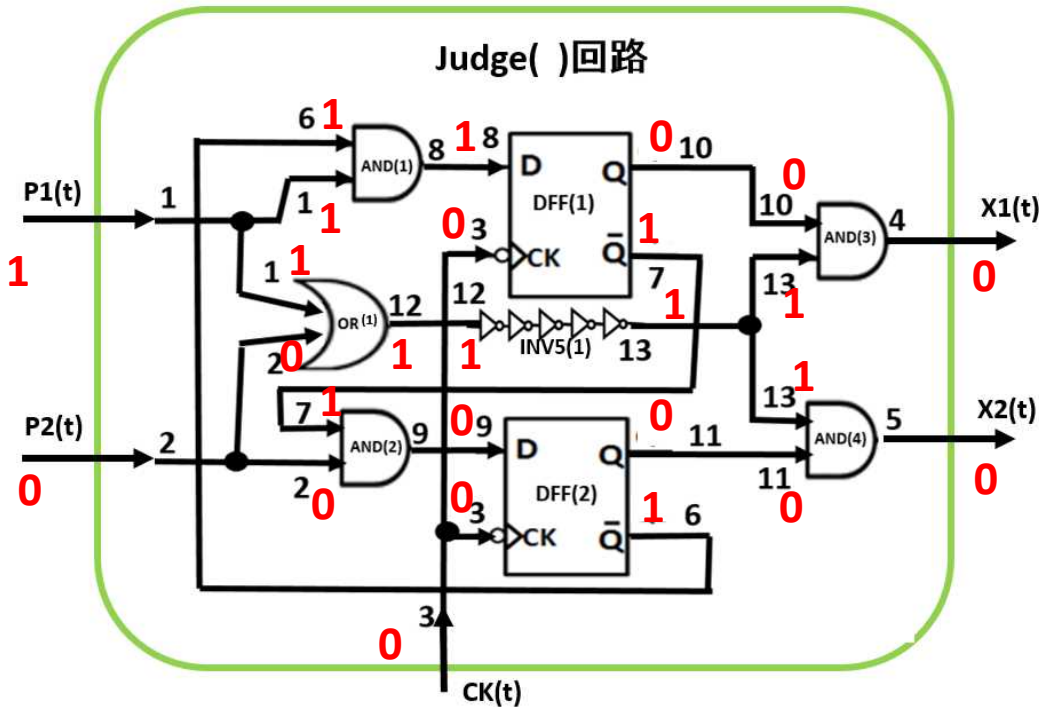 Judge( )回路
6 1
AND(1)
8 1 8
D
Q
0 10
DFF(1)
0
P1(t)
1
1 1
1
0 3
CK
Q̄
1
7
10
AND(3)
4
X1(t)
0
1 1
OR(1)
12
1
12
1
INV5(1)
1
13
13
1
2 0
7 1
AND(2)
9 0 9
D
Q
0
11
DFF(2)
13 1
AND(4)
5
X2(t)
0
P2(t)
2
0
2 0
0 3
CK
Q̄
1 6
11 0
3
0
CK(t)